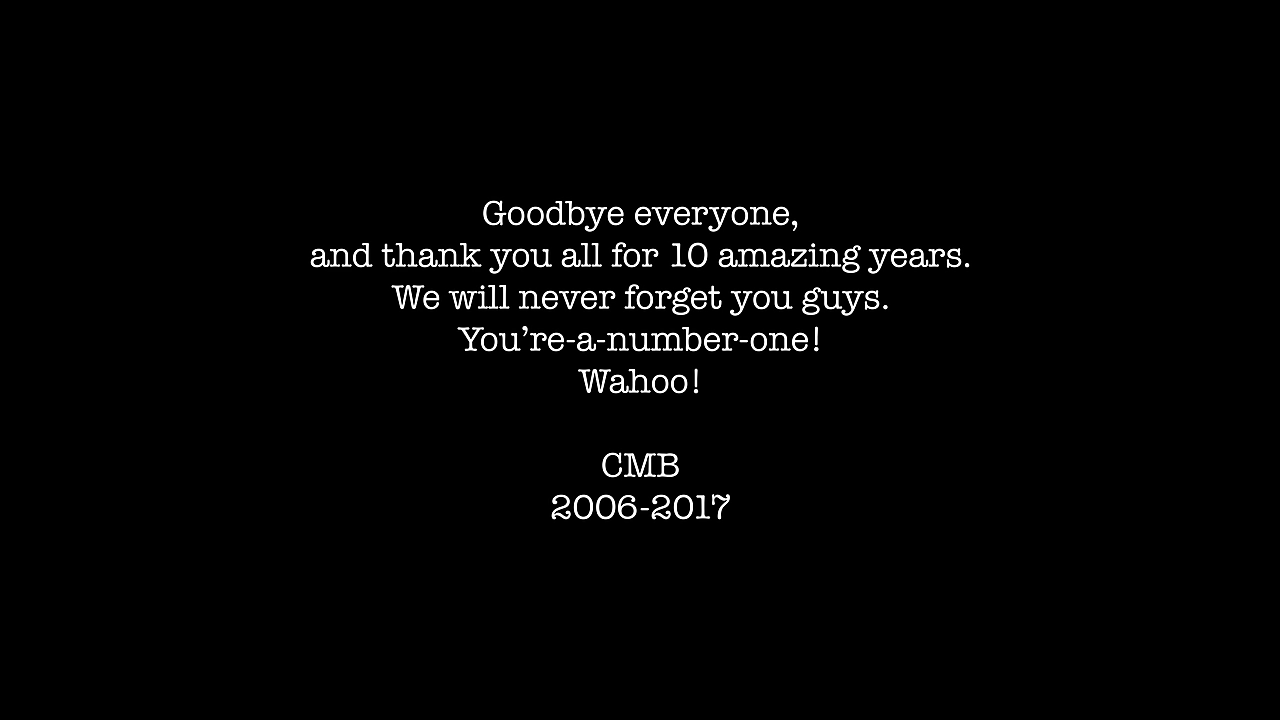 Goodbye everyone,
and thank you all for 10 amazing years.
We will never forget you guys.
You’re-a-number-one!
Wahoo!
CMB
2006-2017